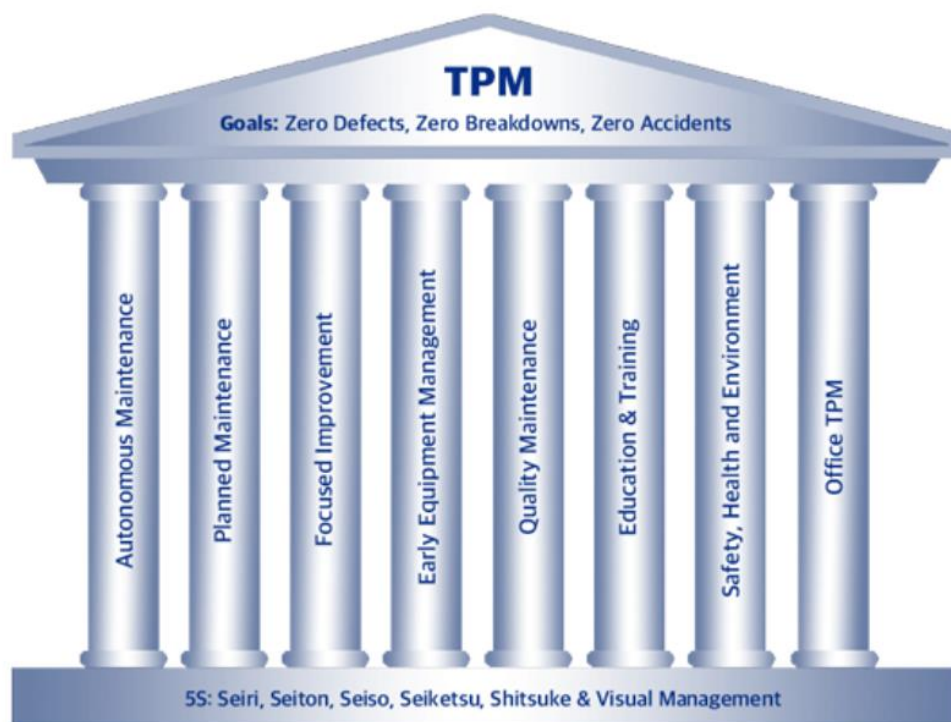 TPM
Goals: Zero Defects, Zero Breakdowns, Zero Accidents
Autonomous Maintenance
Planned Maintenance
Focused Improvement
Early Equipment Management
Quality Maintenance
Education & Training
Safety, Health and Environment
Office TPM
5S: Seiri, Seiton, Seiso, Seiketsu, Shitsuke & Visual Management